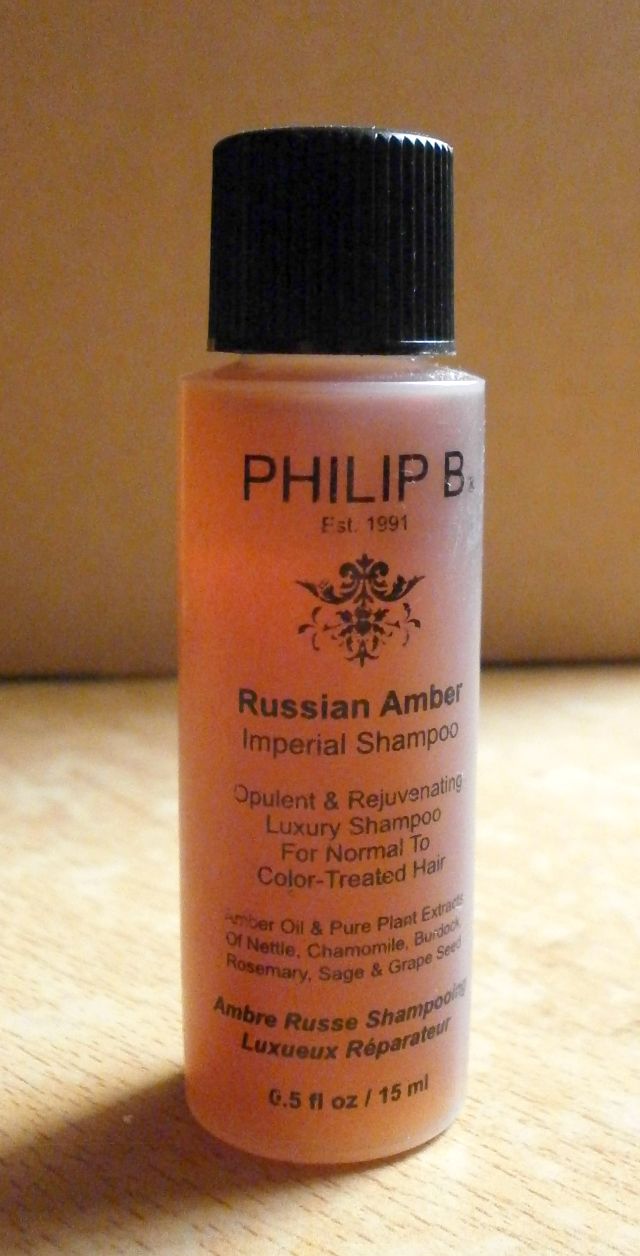 PHILIP B
Est. 1991
Russian Amber
Imperial Shampoo
Opulent & Rejuvenating
Luxury Shampoo
For Normal To
Color-Treated Hair
Amber Oil & Pure Plant Extracts
Of Nettle, Chamomile, Burdock
Rosemary, Sage & Grape Seed
Ambre Russe Shampooing
Luxueux Réparateur
0.5 fl oz / 15 ml